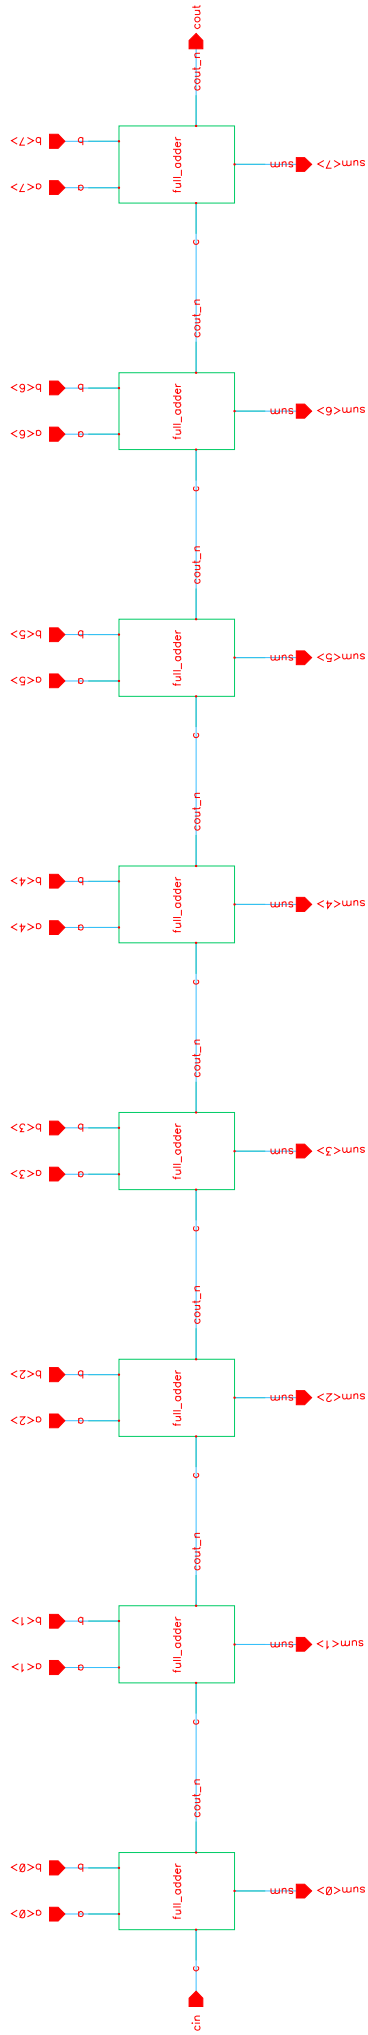 cout
cout_n
b<7>
b
full_adder
sum
sum<7>
a<7>
a
c
cout_n
b<6>
b
full_adder
sum
sum<6>
a<6>
a
c
cout_n
b<5>
b
full_adder
sum
sum<5>
a<5>
a
c
cout_n
b<4>
b
full_adder
sum
sum<4>
a<4>
a
c
cout_n
b<3>
b
full_adder
sum
sum<3>
a<3>
a
c
cout_n
b<2>
b
full_adder
sum
sum<2>
a<2>
a
c
cout_n
b<1>
b
full_adder
sum
sum<1>
a<1>
a
c
cout_n
b<0>
b
full_adder
sum
sum<0>
a<0>
a
c
cin